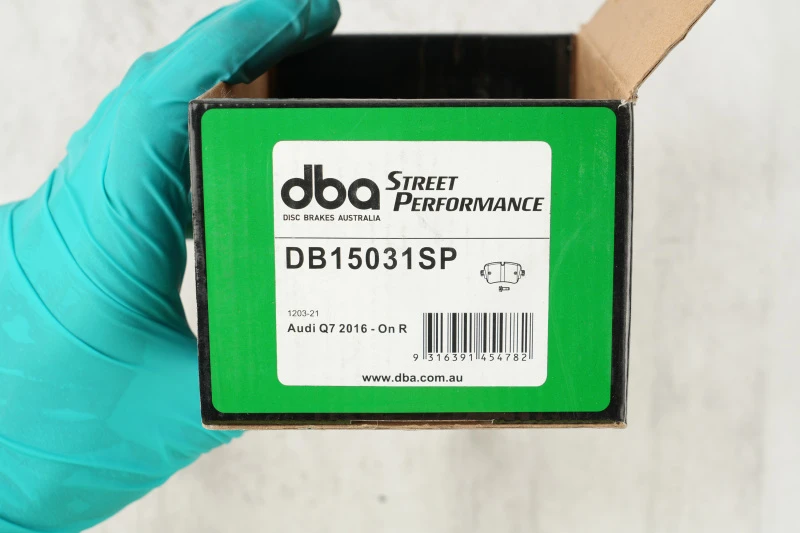 dba STREET PERFORMANCE
DISC BRAKES AUSTRALIA
DB15031SP
1203-21
Audi Q7 2016 - On R
9 316391 454782
www.dba.com.au